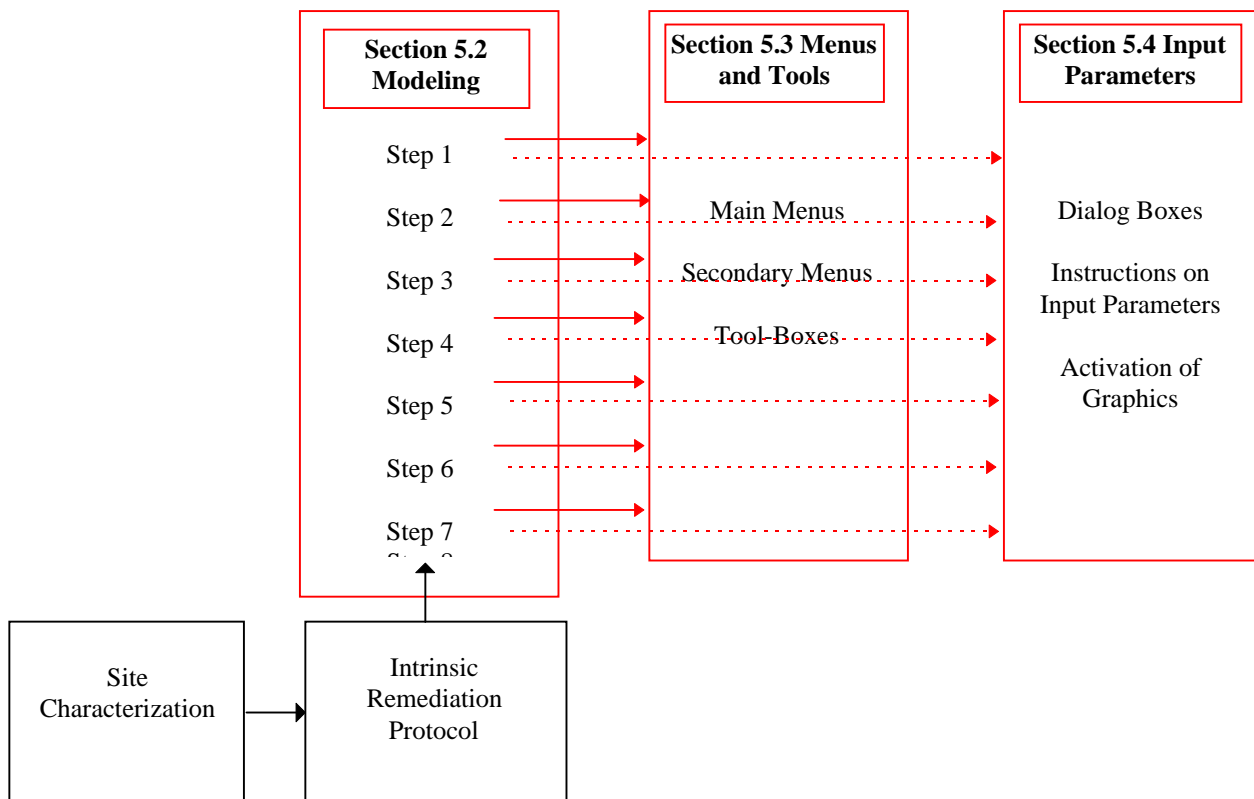 Section 5.2
Modeling
Step 1
Step 2
Step 3
Step 4
Step 5
Step 6
Step 7
Section 5.3 Menus
and Tools
Main Menus
Secondary Menus
Tool-Boxes
Section 5.4 Input
Parameters
Dialog Boxes
Instructions on
Input Parameters
Activation of
Graphics
Site
Characterization
Intrinsic
Remediation
Protocol